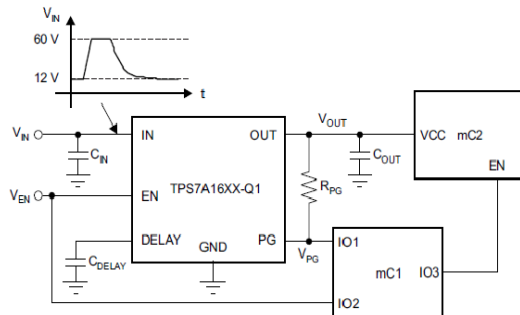 VIN
60 V
12 V
t
VIN
CIN
IN
OUT
VOUT
VCC
mC2
COUT
EN
VEN
EN
TPS7A16XX-Q1
RPG
DELAY
GND
PG
VPG
IO1
mC1
IO3
CDELAY
IO2